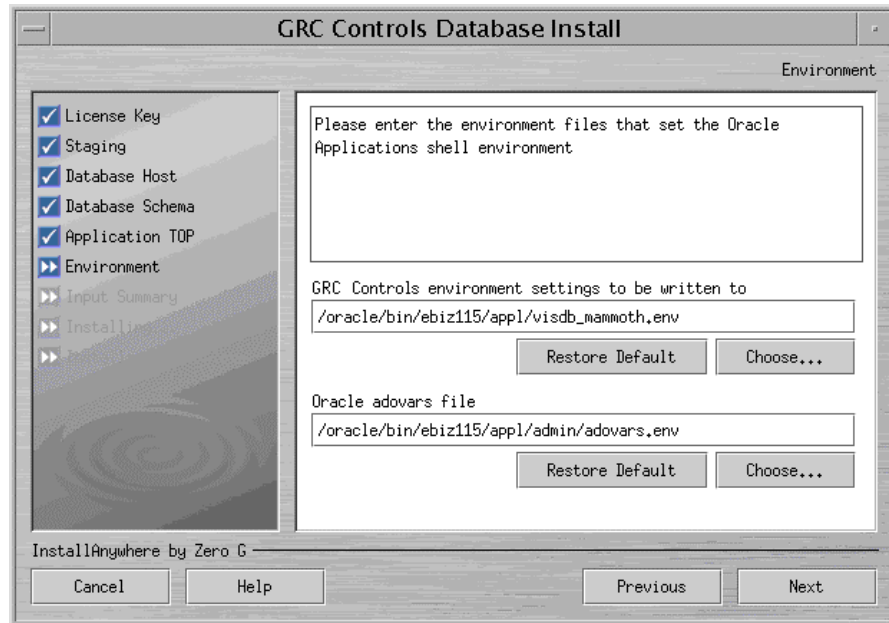 GRC Controls Database Install
Environment
License Key
Staging
Database Host
Database Schema
Application TOP
Environment
Input Summary
Installing...
Please enter the environment files that set the Oracle
Applications shell environment
GRC Controls environment settings to be written to
/oracle/bin/ebiz115/appl/visdb_mammoth.env
Restore Default
Choose...
Oracle adovars file
/oracle/bin/ebiz115/appl/admin/adovars.env
Restore Default
Choose...
InstallAnywhere by Zero G
Cancel
Help
Previous
Next